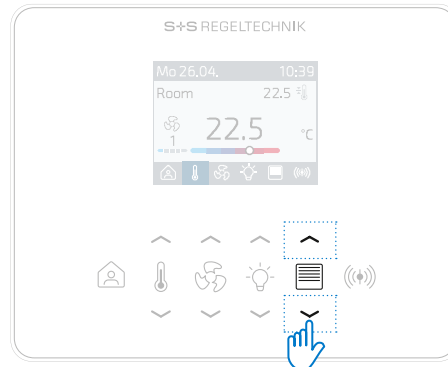 S+S REGELTECHNIK
Mo 26.04. 10:39
Room 22.5
22.5 °C
1